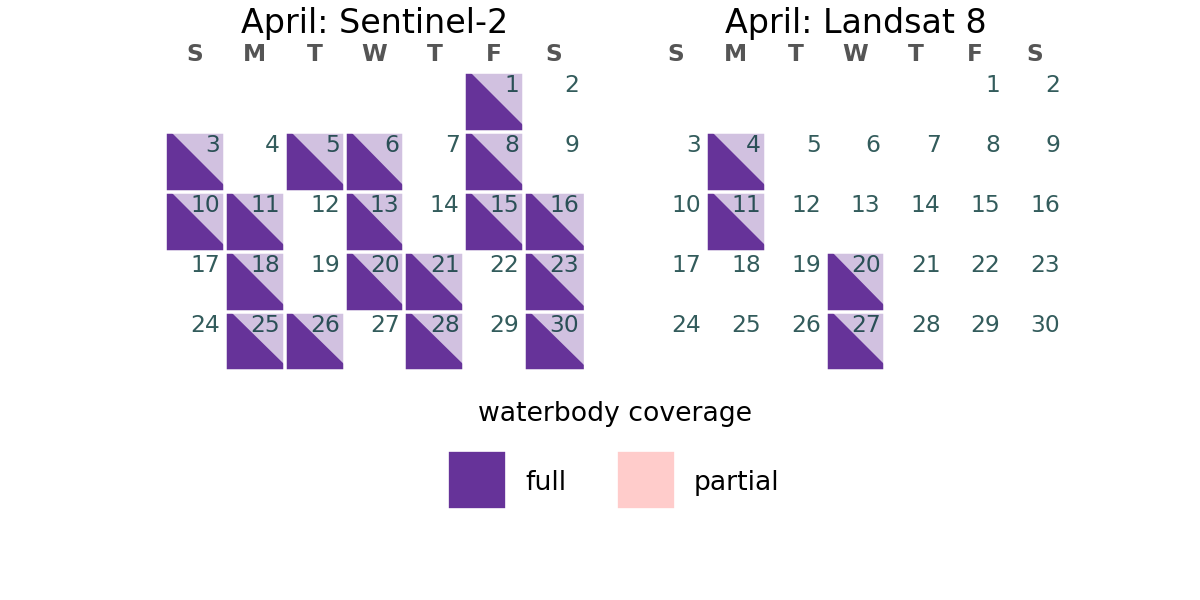 April: Sentinel-2
S M T W T F S
1 2
3 4 5 6 7 8 9
10 11 12 13 14 15 16
17 18 19 20 21 22 23
24 25 26 27 28 29 30
April: Landsat 8
S M T W T F S
1 2
3 4 5 6 7 8 9
10 11 12 13 14 15 16
17 18 19 20 21 22 23
24 25 26 27 28 29 30
waterbody coverage
full partial